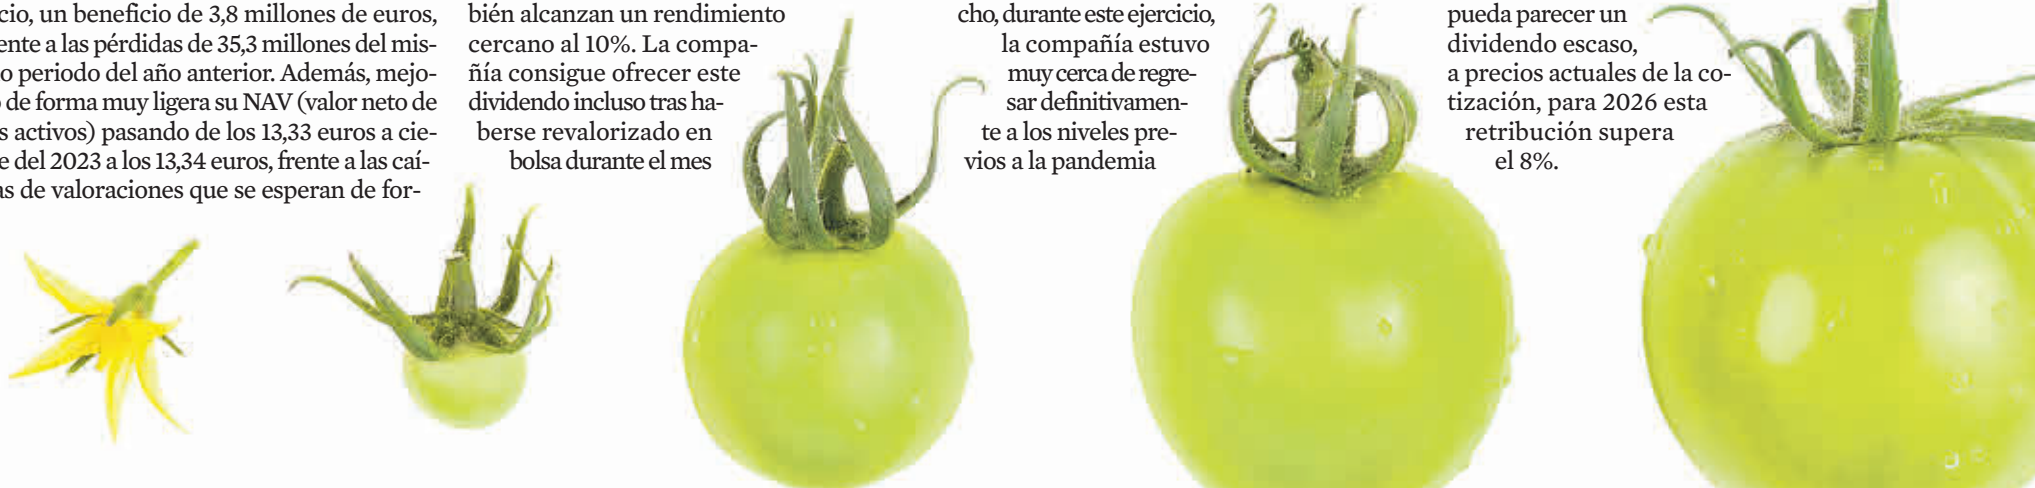 cio, un beneficio de 3,8 millones de euros,
ente a las pérdidas de 35,3 millones del mis-
o periodo del año anterior. Además, mejo-
de forma muy ligera su NAV (valor neto de
s activos) pasando de los 13,33 euros a cie-
e del 2023 a los 13,34 euros, frente a las caí-
as de valoraciones que se esperan de for-
bién alcanzan un rendimiento
cercano al 10%. La compa-
ñía consigue ofrecer este
dividendo incluso tras ha-
berse revalorizado en
bolsa durante el mes
cho, durante este ejercicio,
la compañía estuvo
muy cerca de regre-
sar definitivamen-
te a los niveles pre-
vios a la pandemia
pueda parecer un
dividendo escaso,
a precios actuales de la co-
tización, para 2026 esta
retribución supera
el 8%.